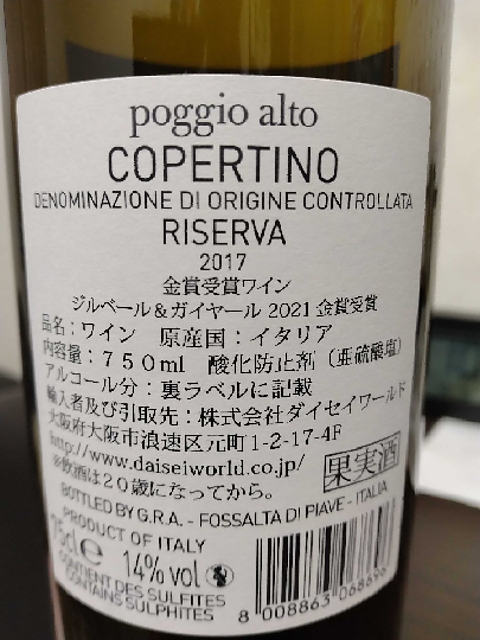 poggio alto
COPERTINO
DENOMINAZIONE DI ORIGINE CONTROLLATA
RISERVA
2017
金賞受賞ワイン
ジルベール＆ガイヤール 2021 金賞受賞
品名：ワイン　原産国：イタリア
内容量：７５０ml　酸化防止剤（亜硫酸塩）
アルコール分：裏ラベルに記載
輸入者及び引取先：株式会社ダイセイワールド
大阪府大阪市浪速区元町1-2-17-4F
http://www.daiseiworld.co.jp/
※飲酒は２０歳になってから。
果実酒
BOTTLED BY G.R.A. - FOSSALTA DI PIAVE - ITALIA
PRODUCT OF ITALY
75cl e 14% vol
CONTIENT DES SULFITES
CONTAINS SULPHITES
8 008863 068696